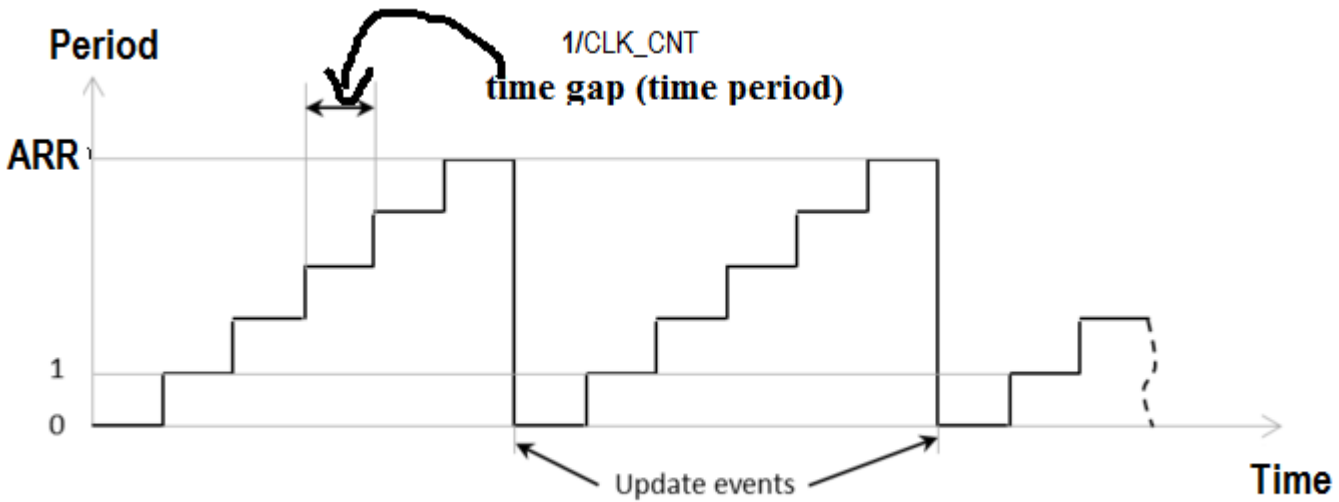 Period
1/CLK_CNT
time gap (time period)
ARR
1
0
Update events
Time